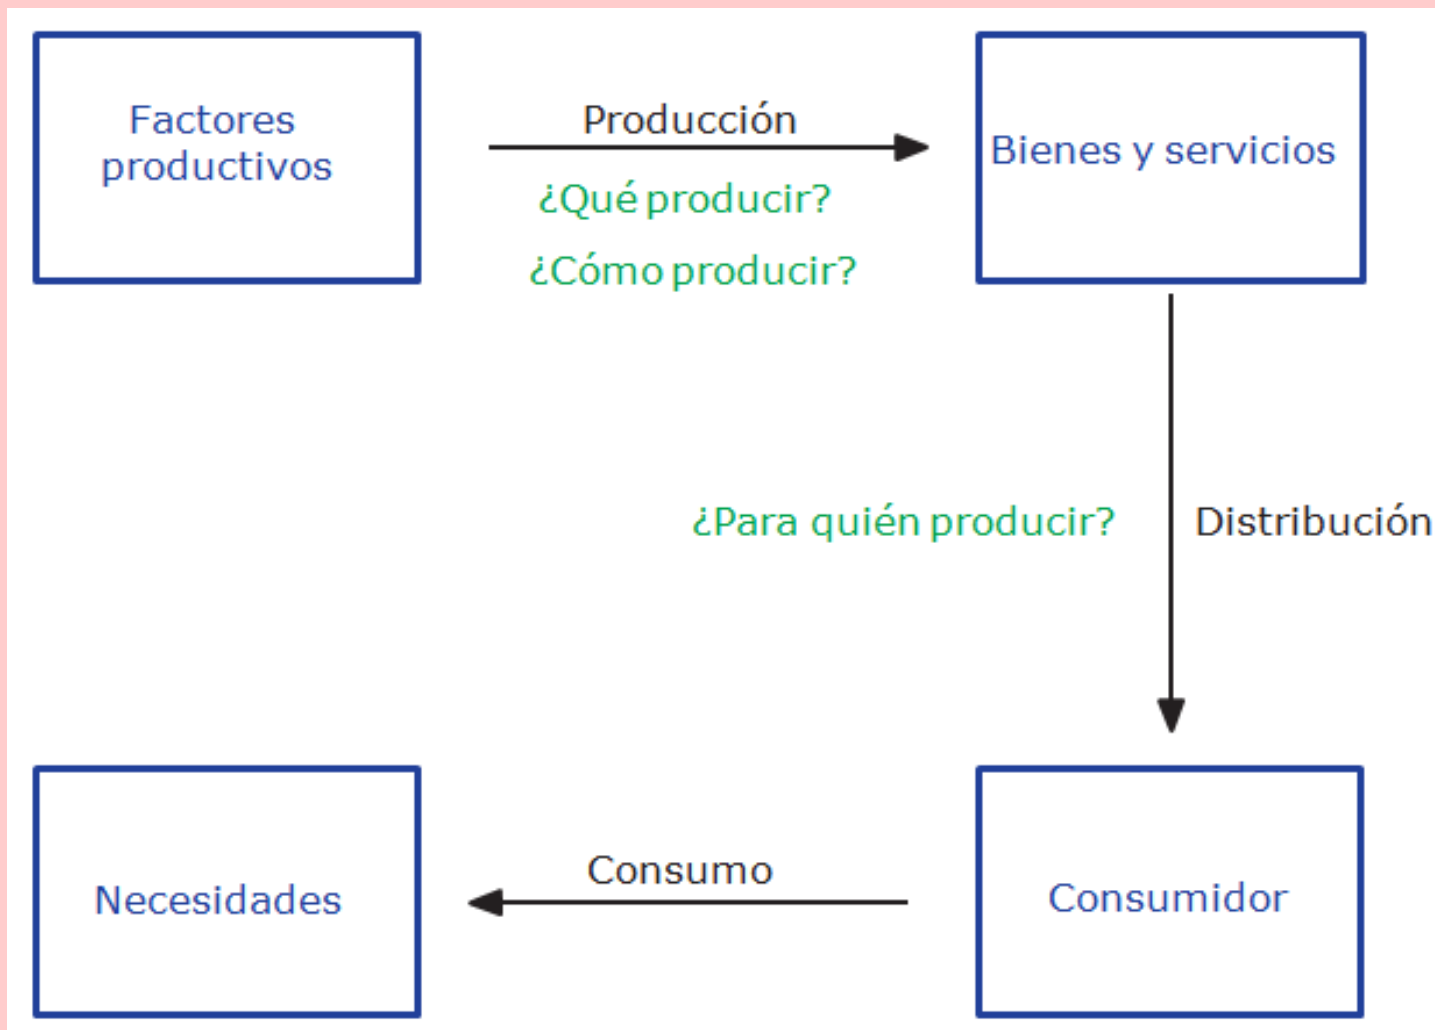 Factores
productivos
Producción
¿Qué producir?
¿Cómo producir?
Bienes y servicios
¿Para quién producir?
Distribución
Necesidades
Consumo
Consumidor